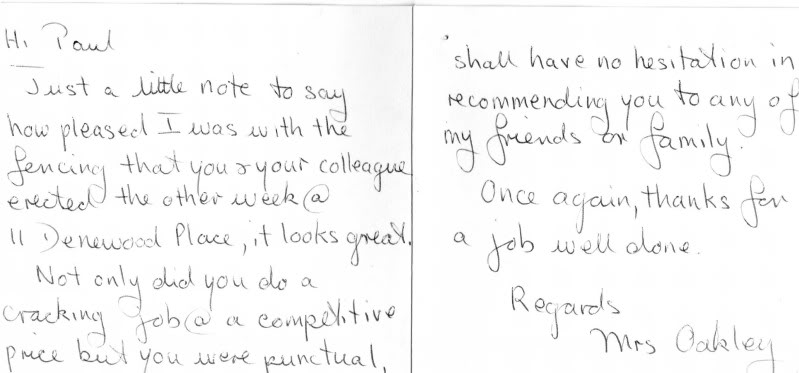 Hi Paul
Just a little note to say
how pleased I was with the
fencing that you & your colleague
erected the other week @
11 Denewood Place, it looks great.
Not only did you do a
cracking job @ a competitive
price but you were punctual,
shall have no hesitation in
recommending you to any of
my friends or family.
Once again, thanks for
a job well done.
Regards
Mrs Oakley